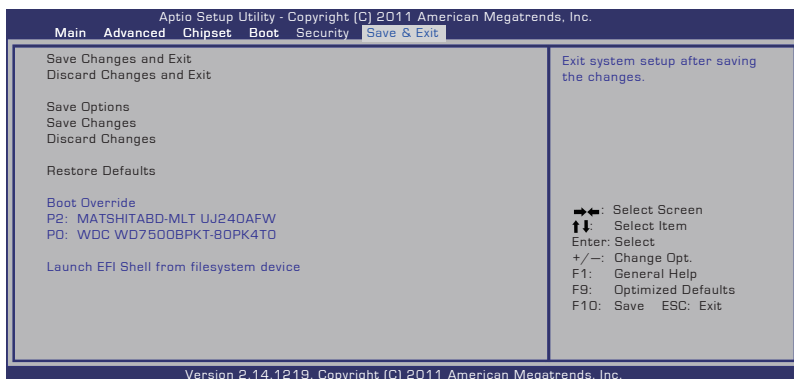 Aptio Setup Utility - Copyright (C) 2011 American Megatrends, Inc.
Main Advanced Chipset Boot Security Save & Exit
Save Changes and Exit
Discard Changes and Exit
Save Options
Save Changes
Discard Changes
Restore Defaults
Boot Override
P2: MATSHITABD-MLT UJ240AFW
P0: WDC WD7500BPKT-80PK4T0
Launch EFI Shell from filesystem device
Exit system setup after saving
the changes.
→←: Select Screen
↑↓: Select Item
Enter: Select
+/—: Change Opt.
F1: General Help
F9: Optimized Defaults
F10: Save ESC: Exit
Version 2.14.1219. Copyright (C) 2011 American Megatrends, Inc.